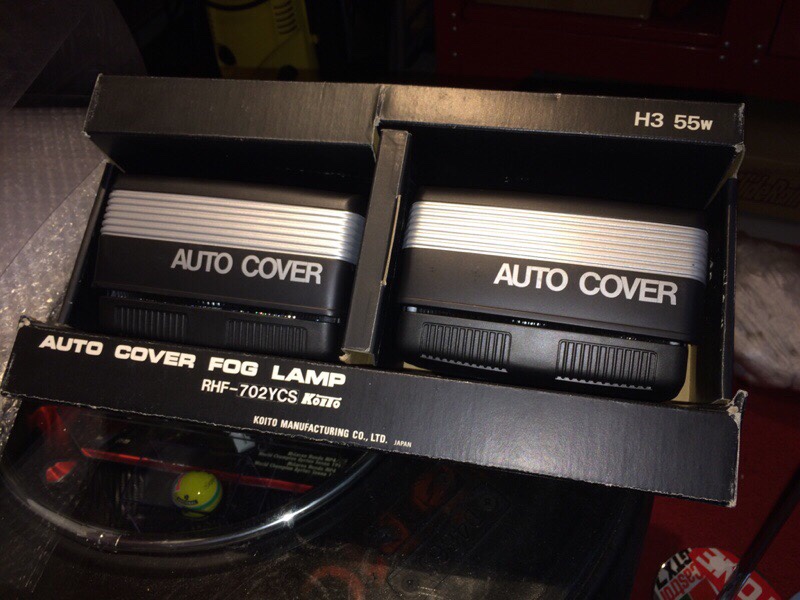 H3 55W
AUTO COVER
AUTO COVER
AUTO COVER FOG LAMP
RHF-702YCS KOITO
KOITO MANUFACTURING CO., LTD. JAPAN